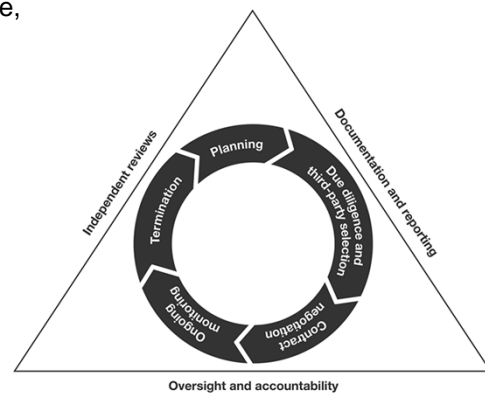 e,
Planning
Due diligence and
third-party selection
Contract
negotiation
Ongoing
monitoring
Termination
Independent reviews
Documentation and reporting
Oversight and accountability